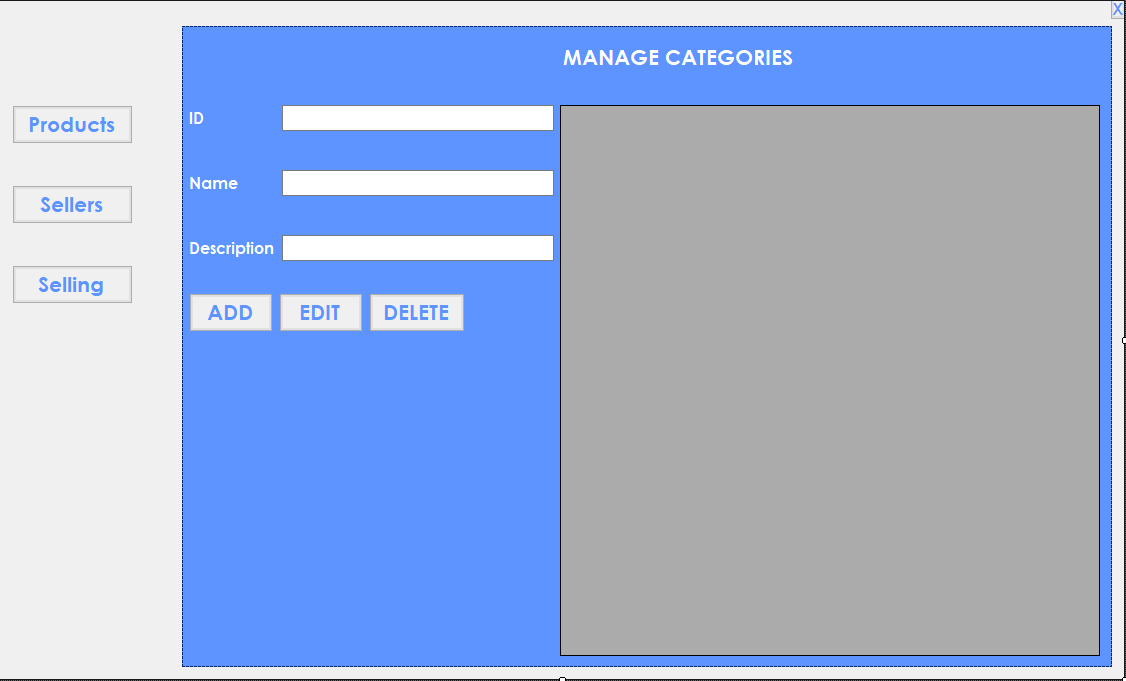 X
MANAGE CATEGORIES
Products
Sellers
Selling
ID
Name
Description
ADD EDIT DELETE